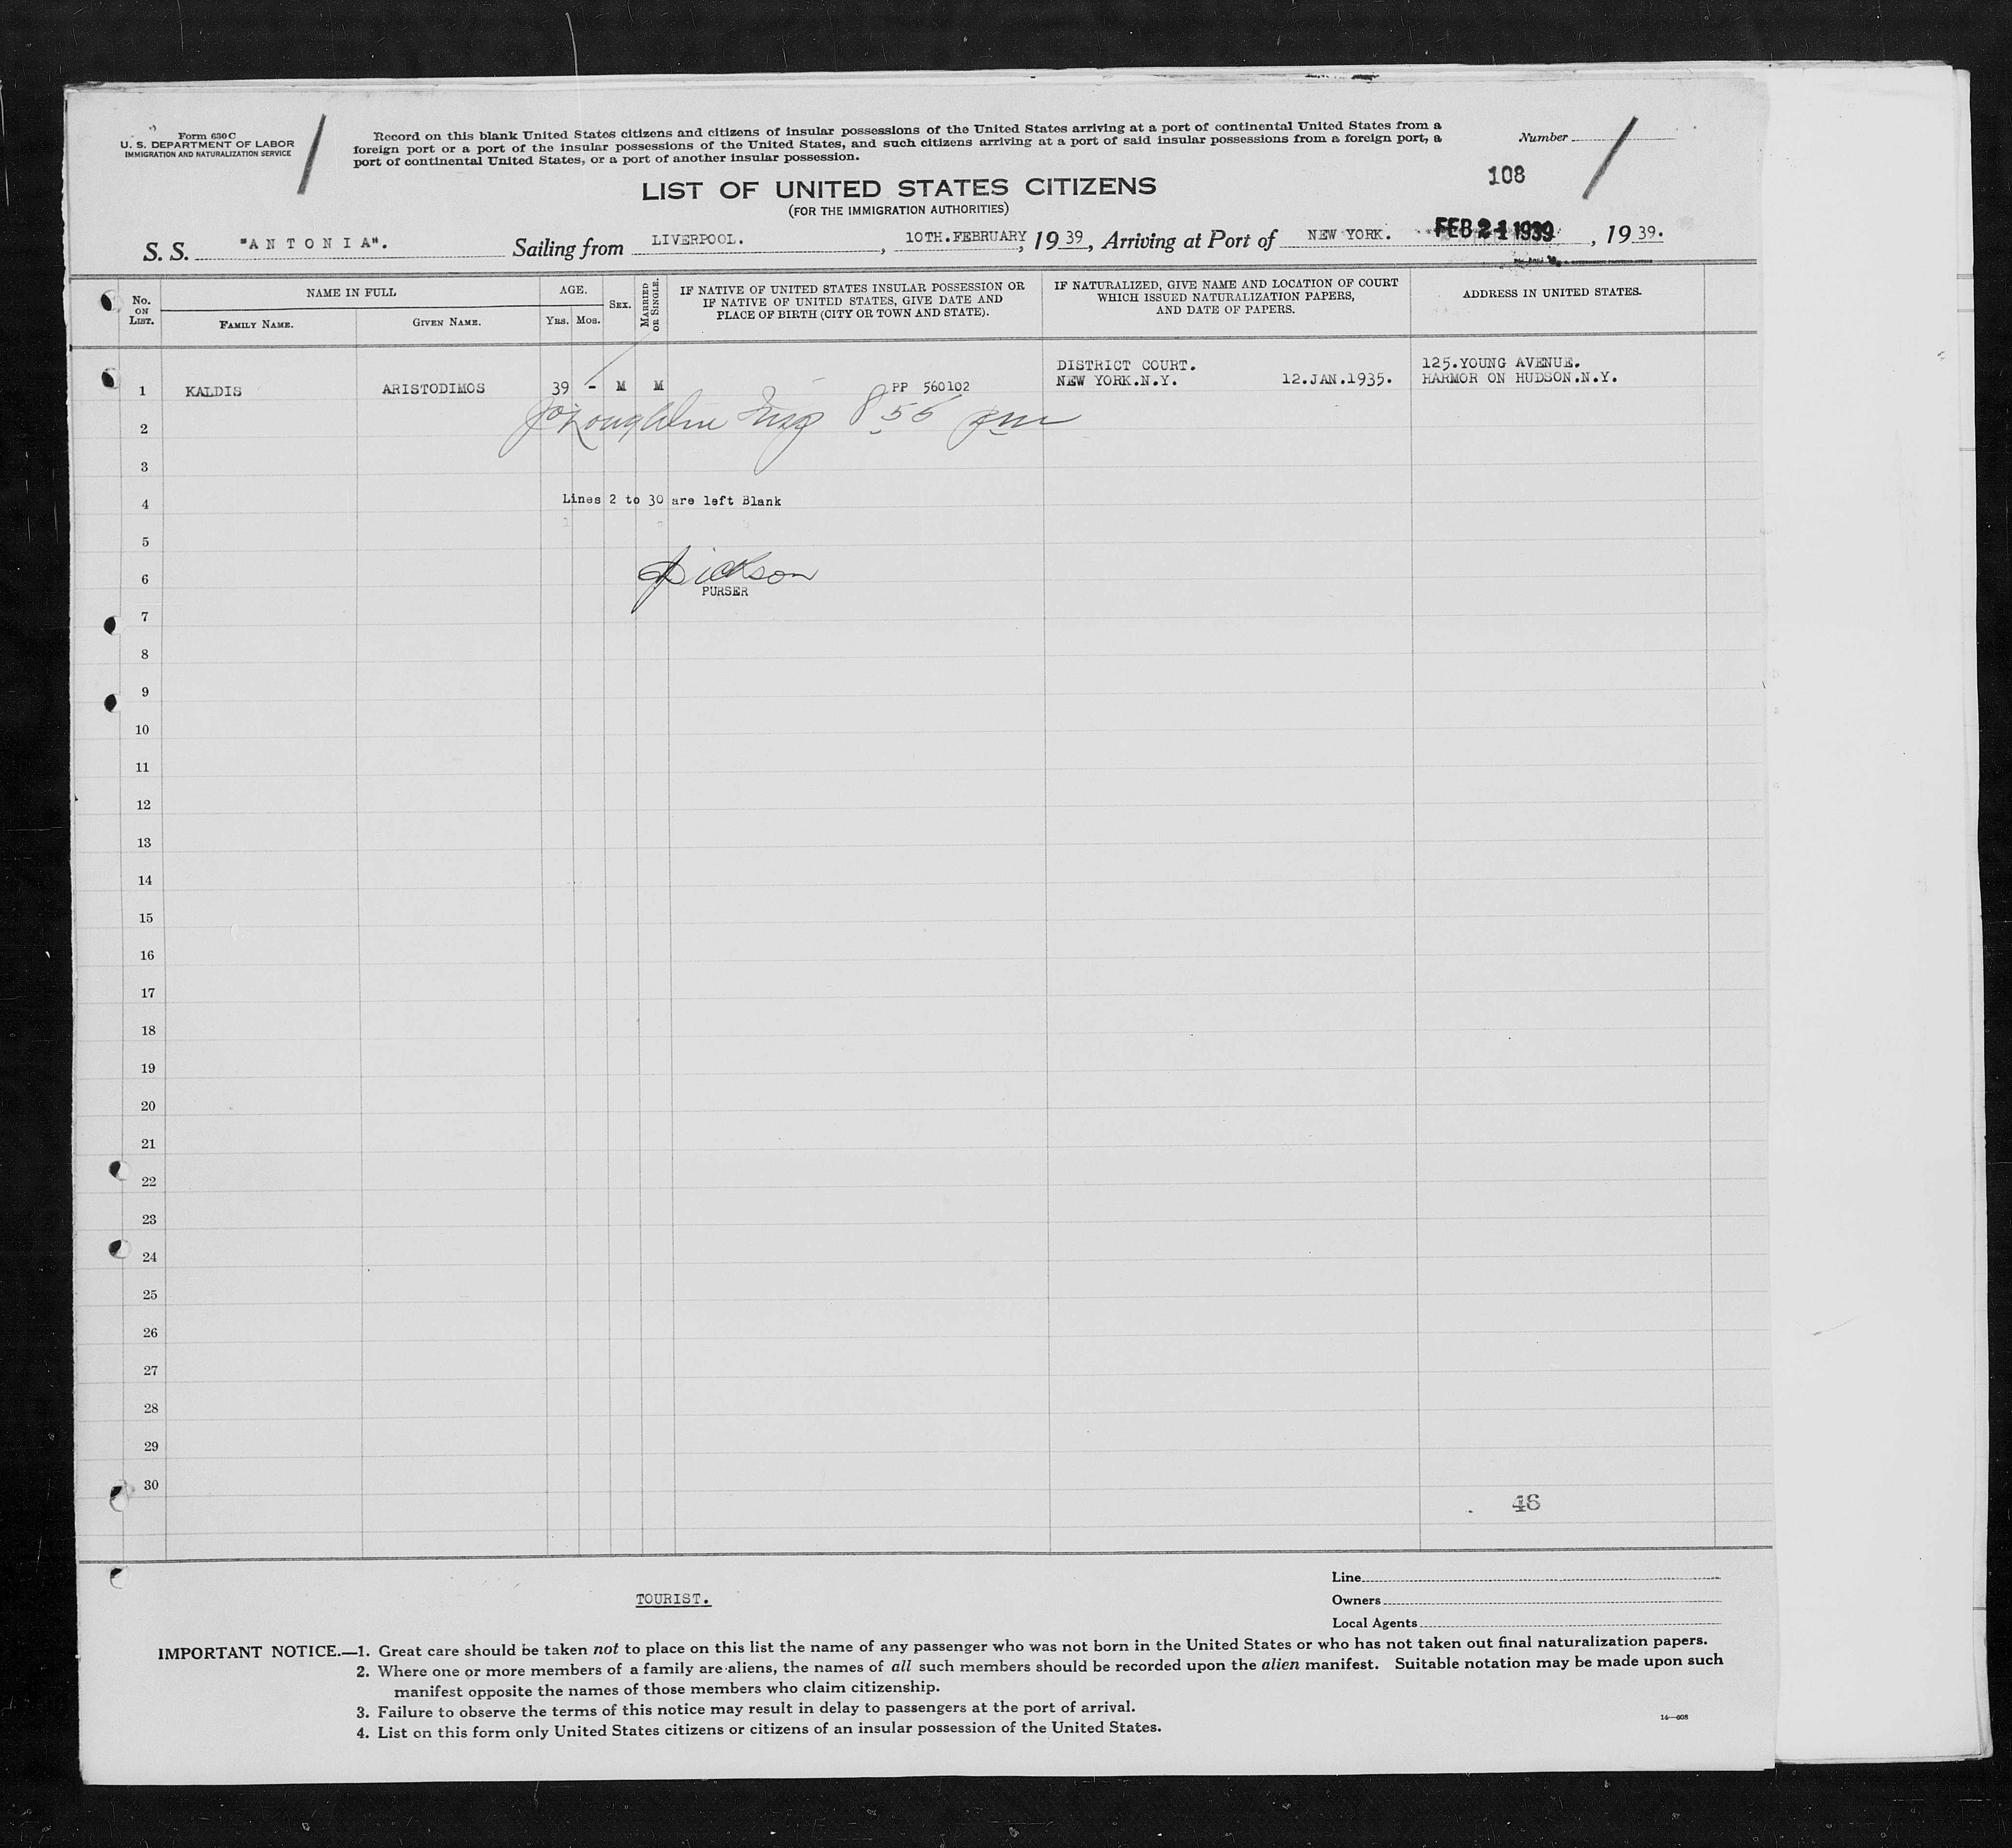 Form 630 C
U. S. DEPARTMENT OF LABOR
IMMIGRATION AND NATURALIZATION SERVICE
Record on this blank United States citizens and citizens of insular possessions of the United States arriving at a port of continental United States from a
foreign port or a port of the insular possessions of the United States, and such citizens arriving at a port of said insular possessions from a foreign port, a
port of continental United States, or a port of another insular possession.
Number
108
LIST OF UNITED STATES CITIZENS
(FOR THE IMMIGRATION AUTHORITIES)
S. S. "A N T O N I A". Sailing from LIVERPOOL. , 10TH.FEBRUARY, 19 39, Arriving at Port of NEW YORK. FEB 21 1939 , 19 39.
No. ON LIST.
NAME IN FULL
FAMILY NAME. GIVEN NAME.
AGE.
YRS. MOS.
SEX.
MARRIED OR SINGLE.
IF NATIVE OF UNITED STATES INSULAR POSSESSION OR
IF NATIVE OF UNITED STATES, GIVE DATE AND
PLACE OF BIRTH (CITY OR TOWN AND STATE).
IF NATURALIZED, GIVE NAME AND LOCATION OF COURT
WHICH ISSUED NATURALIZATION PAPERS,
AND DATE OF PAPERS.
ADDRESS IN UNITED STATES.
DISTRICT COURT. 125.YOUNG AVENUE.
1 KALDIS ARISTODIMOS 39 - M M PP 560102 NEW YORK.N.Y. 12.JAN.1935. HARMOR ON HUDSON.N.Y.
2 Insp 8 56 pm
3
4 Lines 2 to 30 are left Blank
5
6 Dickson
PURSER
7
8
9
10
11
12
13
14
15
16
17
18
19
20
21
22
23
24
25
26
27
28
29
30
46
TOURIST.
Line
Owners
Local Agents
IMPORTANT NOTICE.—1. Great care should be taken not to place on this list the name of any passenger who was not born in the United States or who has not taken out final naturalization papers.
2. Where one or more members of a family are aliens, the names of all such members should be recorded upon the alien manifest. Suitable notation may be made upon such
manifest opposite the names of those members who claim citizenship.
3. Failure to observe the terms of this notice may result in delay to passengers at the port of arrival.
4. List on this form only United States citizens or citizens of an insular possession of the United States.
14—608